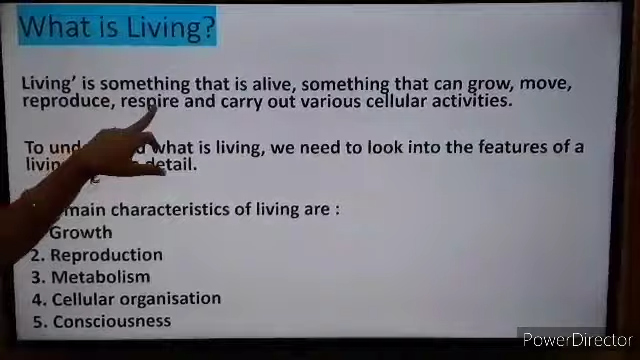 What is Living?
Living' is something that is alive, something that can grow, move,
reproduce, respire and carry out various cellular activities.
To und what is living, we need to look into the features of a
livin detail.
main characteristics of living are :
Growth
2. Reproduction
3. Metabolism
4. Cellular organisation
5. Consciousness
PowerDirector